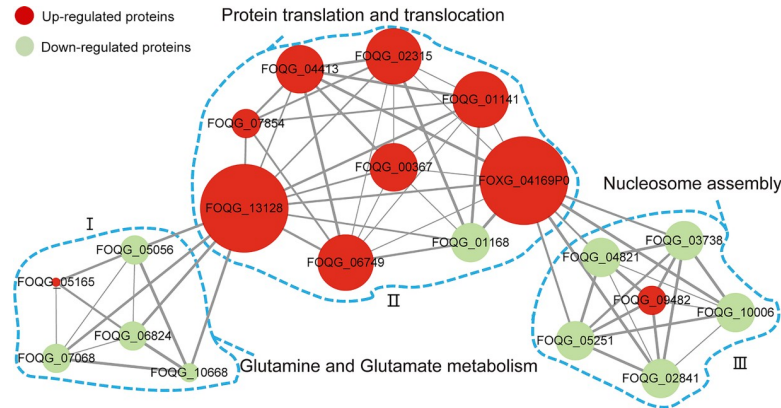 Protein translation and translocation
Up-regulated proteins
Down-regulated proteins
FOQG_02315
FOQG_04413
FOQG_01141
FOQG_07854
FOQG_00367
FOXG_04169P0
Nucleosome assembly
FOQG_13128
I
FOQG_05056
FOQG_01168
FOQG_03738
FOQG_04821
FOQG_06749
FOQG_05165
II
FOQG_09482
FOQG_10006
FOQG_06824
FOQG_05251
III
FOQG_07068
FOQG_10668
Glutamine and Glutamate metabolism
FOQG_02841